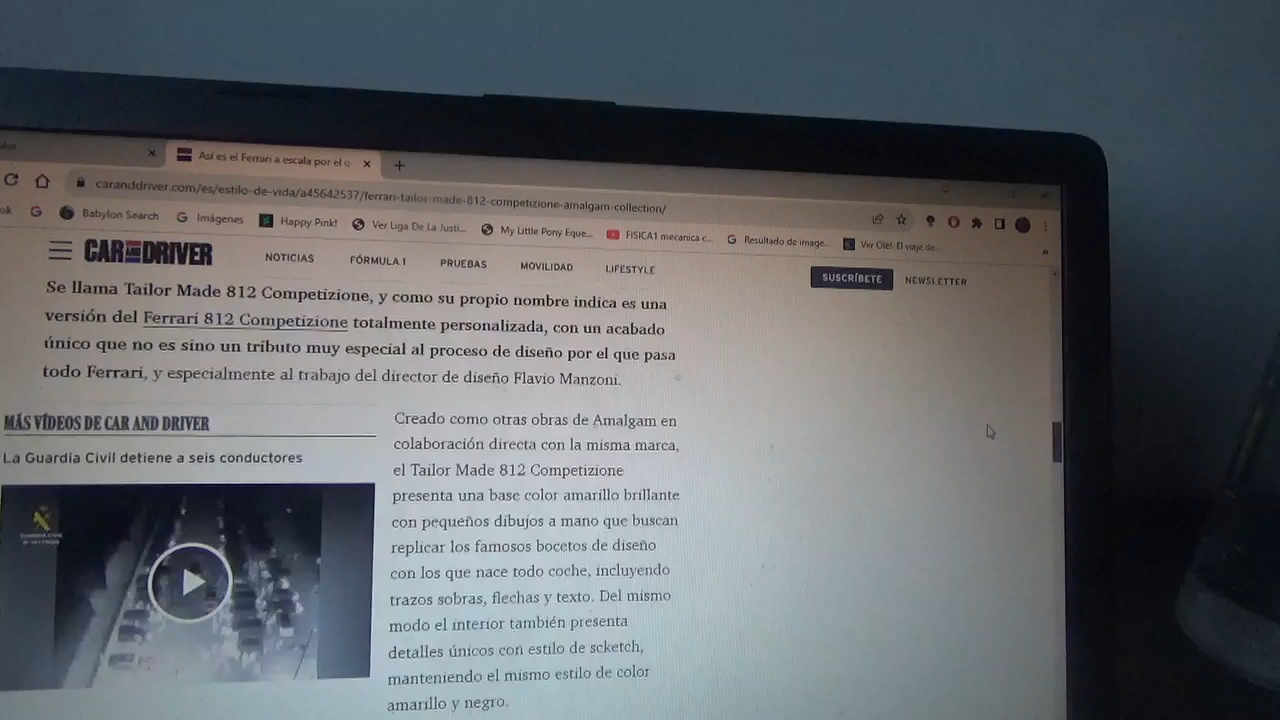 Así es el Ferrari a escala por el q
caranddriver.com/es/estilo-de-vida/a45642537/ferrari-tailor-made-812-competizione-amalgam-collection/
ok
Babylon Search
Imágenes
Happy Pink!
Ver Liga De La Justi...
My Little Pony Eque...
FISICA1 mecanica c...
Resultado de image...
Ver Olé!. El viaje de...
CAR AND DRIVER
NOTICIAS
FÓRMULA 1
PRUEBAS
MOVILIDAD
LIFESTYLE
SUSCRÍBETE
NEWSLETTER
Se llama Tailor Made 812 Competizione, y como su propio nombre indica es una
versión del Ferrari 812 Competizione totalmente personalizada, con un acabado
único que no es sino un tributo muy especial al proceso de diseño por el que pasa
todo Ferrari, y especialmente al trabajo del director de diseño Flavio Manzoni.
MÁS VÍDEOS DE CAR AND DRIVER
La Guardia Civil detiene a seis conductores
GUARDIA CIVIL
Creado como otras obras de Amalgam en
colaboración directa con la misma marca,
el Tailor Made 812 Competizione
presenta una base color amarillo brillante
con pequeños dibujos a mano que buscan
replicar los famosos bocetos de diseño
con los que nace todo coche, incluyendo
trazos sobras, flechas y texto. Del mismo
modo el interior también presenta
detalles únicos con estilo de scketch,
manteniendo el mismo estilo de color
amarillo y negro.